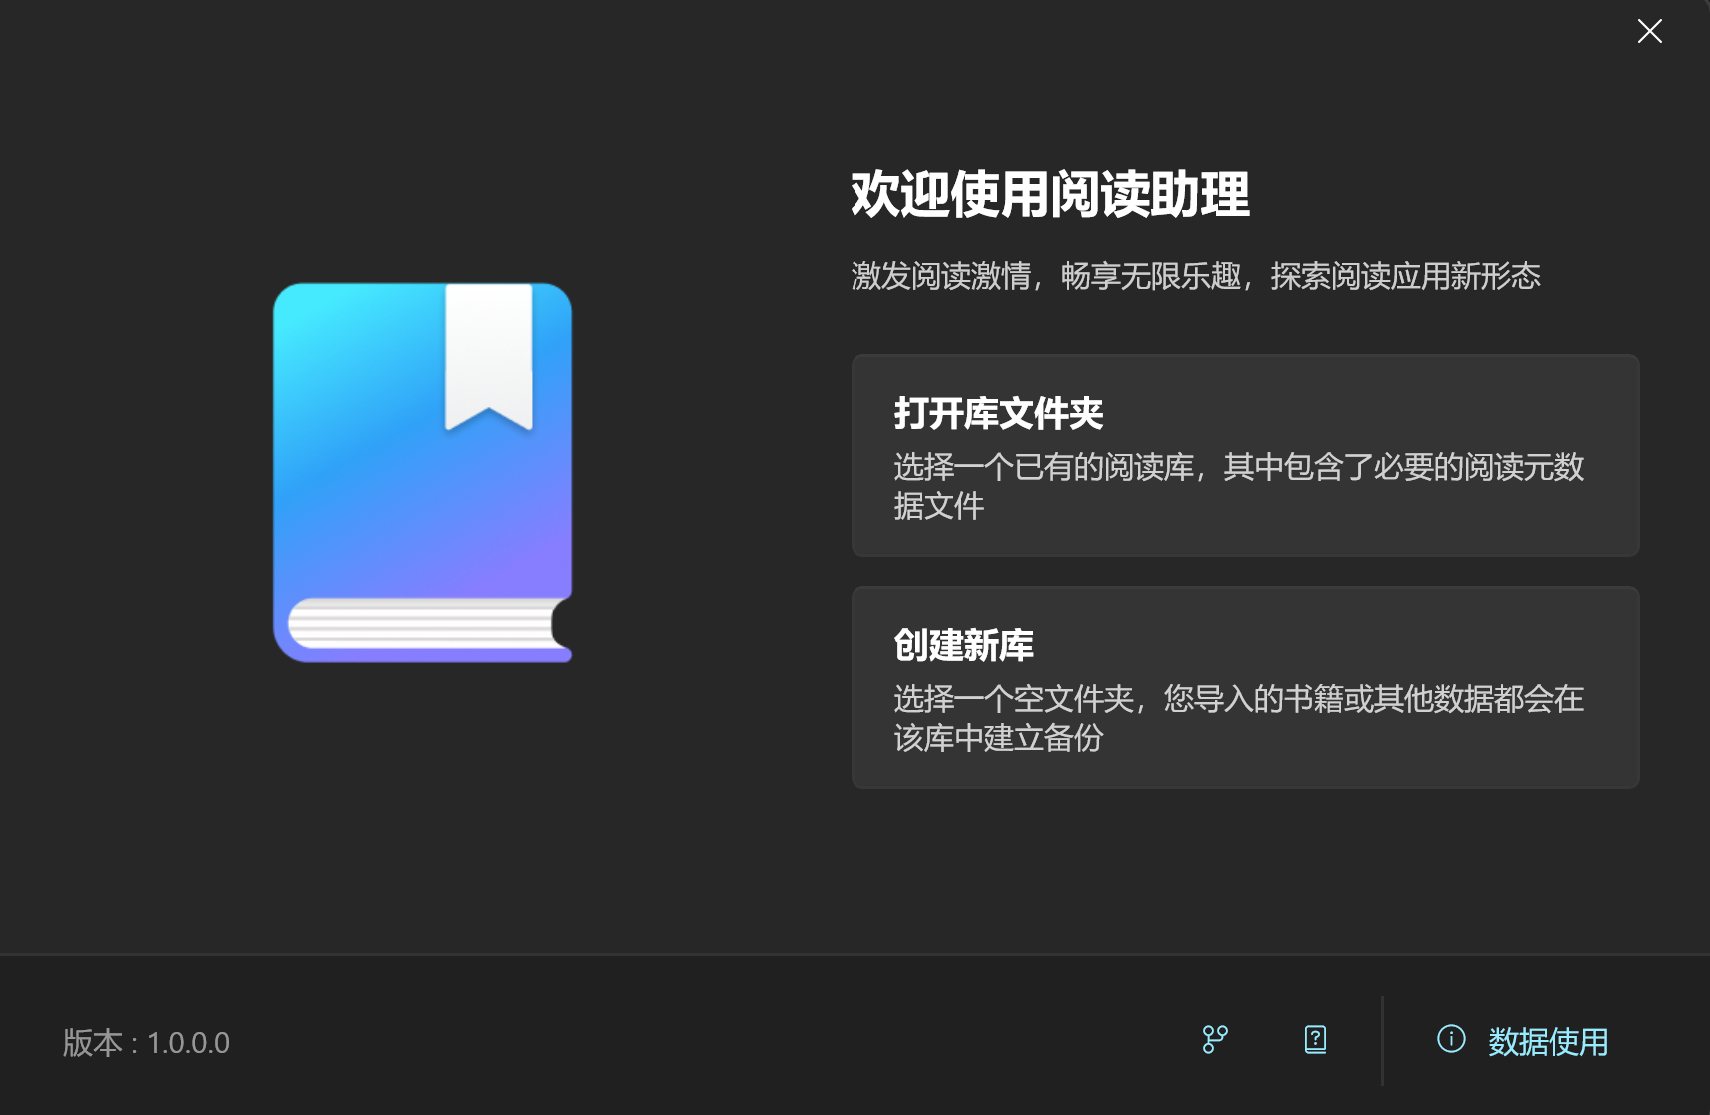 欢迎使用阅读助理
激发阅读激情，畅享无限乐趣，探索阅读应用新形态
打开库文件夹
选择一个已有的阅读库，其中包含了必要的阅读元数
据文件
创建新库
选择一个空文件夹，您导入的书籍或其他数据都会在
该库中建立备份
版本 : 1.0.0.0
数据使用